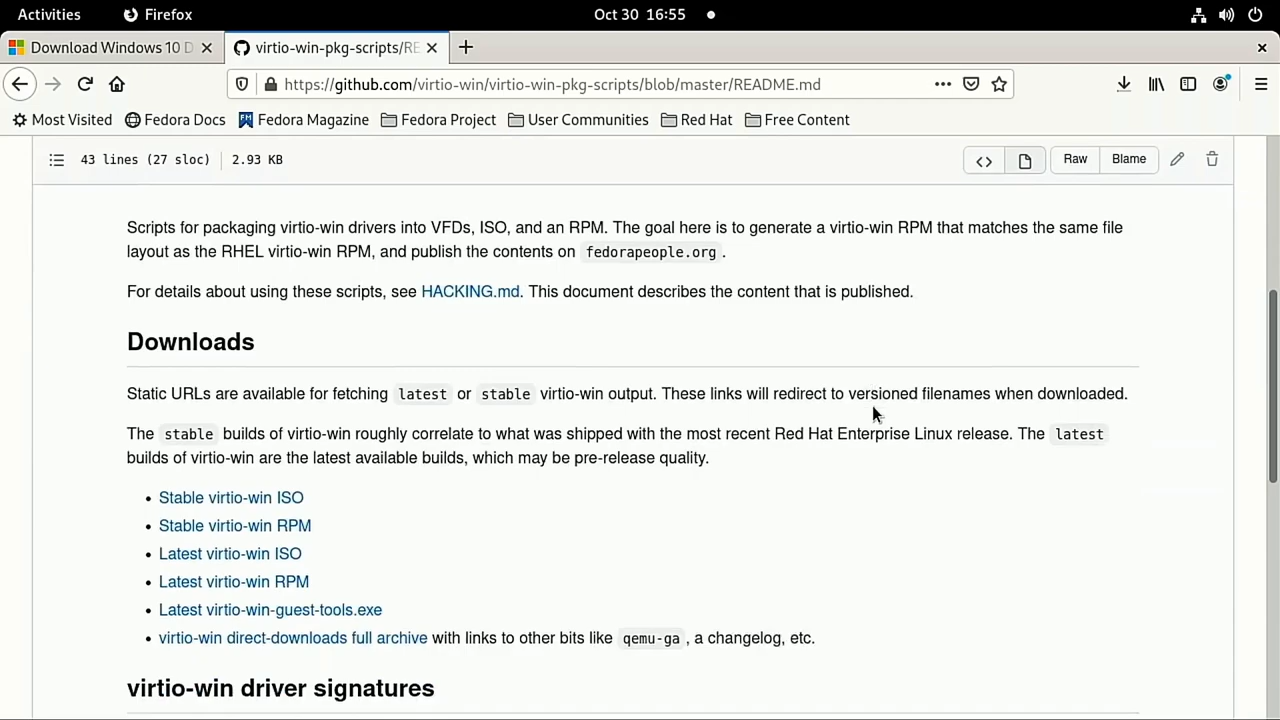 Activities
Firefox
Oct 30 16:55
Download Windows 10 D
virtio-win-pkg-scripts/RE
https://github.com/virtio-win/virtio-win-pkg-scripts/blob/master/README.md
Most Visited
Fedora Docs
Fedora Magazine
Fedora Project
User Communities
Red Hat
Free Content
43 lines (27 sloc)
2.93 KB
Raw
Blame
Scripts for packaging virtio-win drivers into VFDs, ISO, and an RPM. The goal here is to generate a virtio-win RPM that matches the same file
layout as the RHEL virtio-win RPM, and publish the contents on fedorapeople.org.
For details about using these scripts, see HACKING.md. This document describes the content that is published.
Downloads
Static URLs are available for fetching latest or stable virtio-win output. These links will redirect to versioned filenames when downloaded.
The stable builds of virtio-win roughly correlate to what was shipped with the most recent Red Hat Enterprise Linux release. The latest
builds of virtio-win are the latest available builds, which may be pre-release quality.
• Stable virtio-win ISO
• Stable virtio-win RPM
• Latest virtio-win ISO
• Latest virtio-win RPM
• Latest virtio-win-guest-tools.exe
• virtio-win direct-downloads full archive with links to other bits like qemu-ga, a changelog, etc.
virtio-win driver signatures